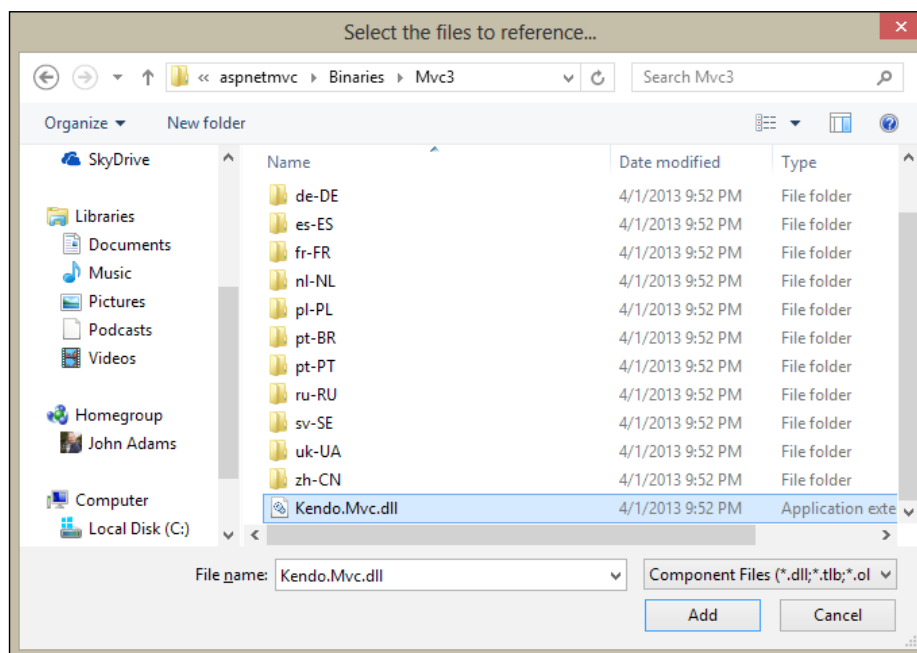 Select the files to reference...
« aspnetmvc Binaries Mvc3 Search Mvc3
Organize New folder
SkyDrive
Libraries
Documents
Music
Pictures
Podcasts
Videos
Homegroup
John Adams
Computer
Local Disk (C:)
Name Date modified Type
de-DE 4/1/2013 9:52 PM File folder
es-ES 4/1/2013 9:52 PM File folder
fr-FR 4/1/2013 9:52 PM File folder
nl-NL 4/1/2013 9:52 PM File folder
pl-PL 4/1/2013 9:52 PM File folder
pt-BR 4/1/2013 9:52 PM File folder
pt-PT 4/1/2013 9:52 PM File folder
ru-RU 4/1/2013 9:52 PM File folder
sv-SE 4/1/2013 9:52 PM File folder
uk-UA 4/1/2013 9:52 PM File folder
zh-CN 4/1/2013 9:52 PM File folder
Kendo.Mvc.dll 4/1/2013 9:52 PM Application exte
File name: Kendo.Mvc.dll Component Files (*.dll;*.tlb;*.ol
Add Cancel